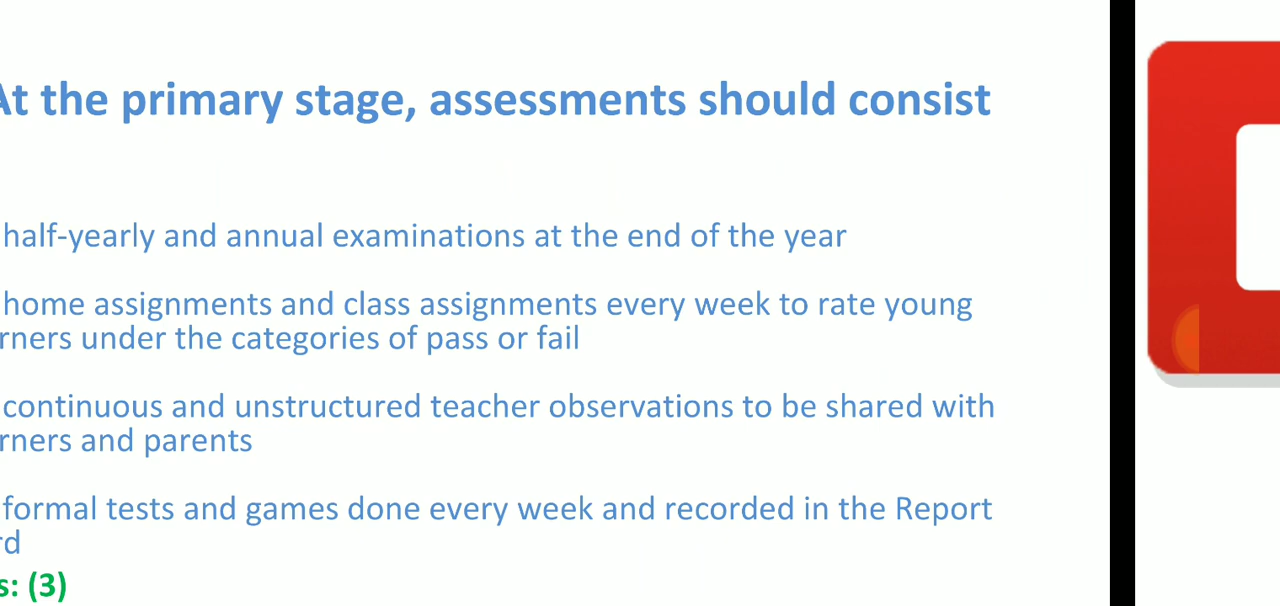 At the primary stage, assessments should consist
half-yearly and annual examinations at the end of the year
home assignments and class assignments every week to rate young
rners under the categories of pass or fail
continuous and unstructured teacher observations to be shared with
rners and parents
formal tests and games done every week and recorded in the Report
rd
s: (3)